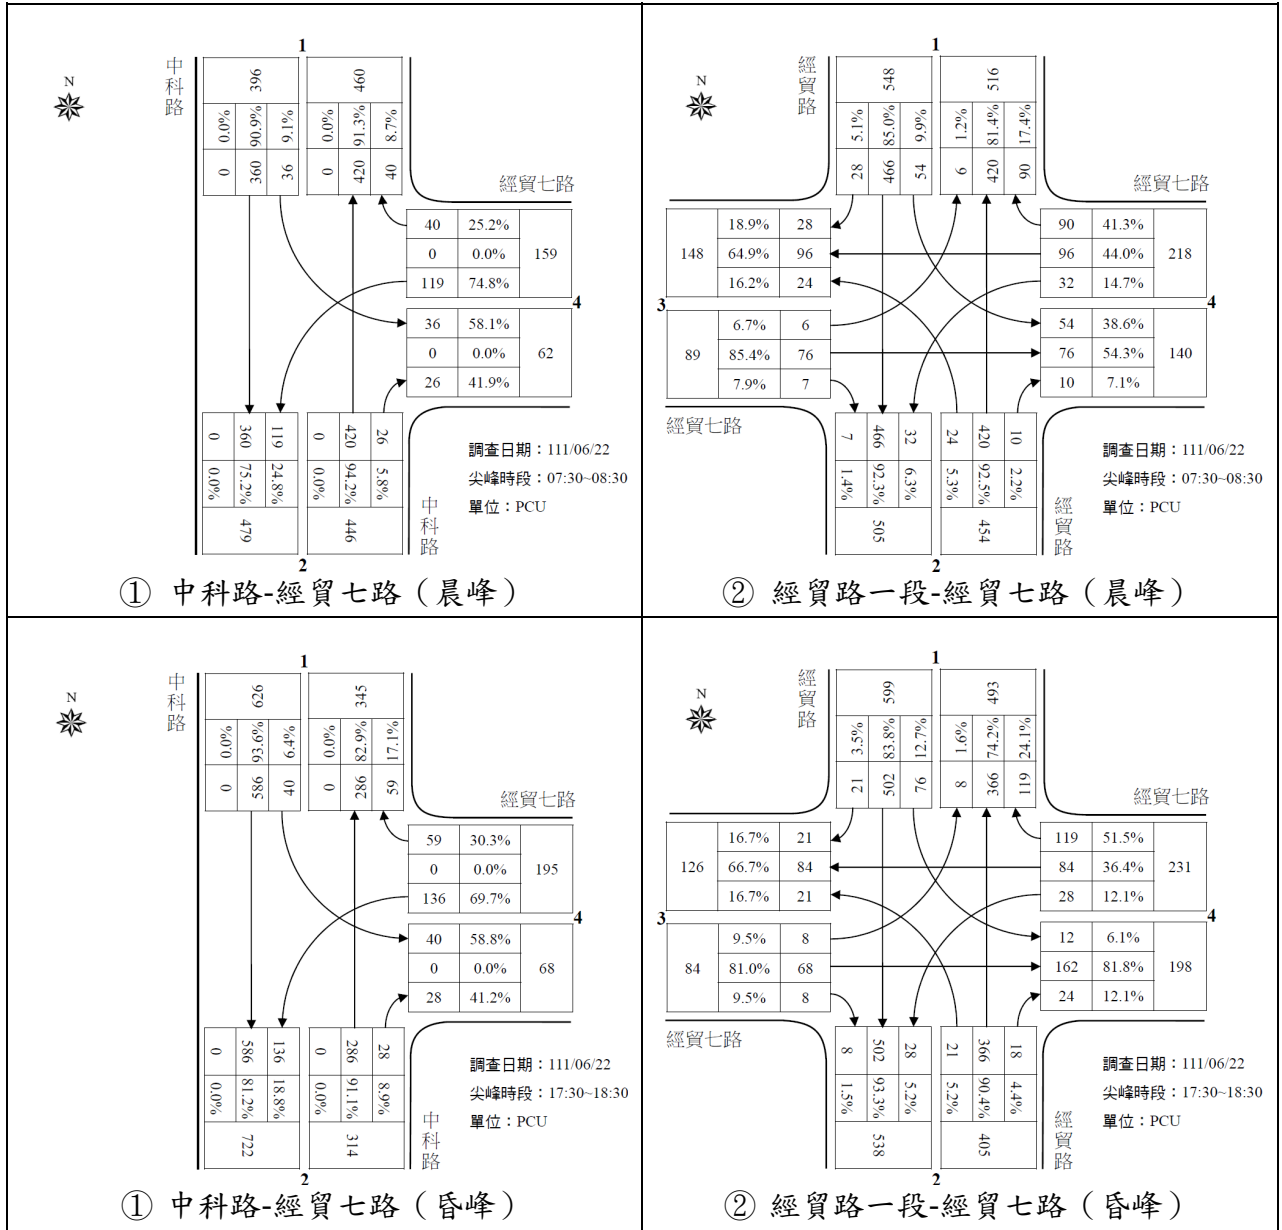 1
N
中科路
396
460
0.0% 90.9% 9.1%
0.0% 91.3% 8.7%
0 360 36
0 420 40
經貿七路
40 25.2%
0 0.0% 159
119 74.8%
4
36 58.1%
0 0.0% 62
26 41.9%
0 360 119
0 420 26
0.0% 75.2% 24.8%
0.0% 94.2% 5.8%
479
446
中科路
2
調查日期：111/06/22
尖峰時段：07:30~08:30
單位：PCU
① 中科路-經貿七路（晨峰）
1
N
經貿路
548
516
5.1% 85.0% 9.9%
1.2% 81.4% 17.4%
28 466 54
6 420 90
經貿七路
18.9% 28
148 64.9% 96
16.2% 24
90 41.3%
96 44.0% 218
32 14.7%
3
4
6.7% 6
89 85.4% 76
7.9% 7
54 38.6%
76 54.3% 140
10 7.1%
經貿七路
7 466 32
24 420 10
1.4% 92.3% 6.3%
5.3% 92.5% 2.2%
505
454
經貿路
2
調查日期：111/06/22
尖峰時段：07:30~08:30
單位：PCU
② 經貿路一段-經貿七路（晨峰）
1
N
中科路
626
345
0.0% 93.6% 6.4%
0.0% 82.9% 17.1%
0 586 40
0 286 59
經貿七路
59 30.3%
0 0.0% 195
136 69.7%
4
40 58.8%
0 0.0% 68
28 41.2%
0 586 136
0 286 28
0.0% 81.2% 18.8%
0.0% 91.1% 8.9%
722
314
中科路
2
調查日期：111/06/22
尖峰時段：17:30~18:30
單位：PCU
① 中科路-經貿七路（昏峰）
1
N
經貿路
599
493
3.5% 83.8% 12.7%
1.6% 74.2% 24.1%
21 502 76
8 366 119
經貿七路
16.7% 21
126 66.7% 84
16.7% 21
119 51.5%
84 36.4% 231
28 12.1%
3
4
9.5% 8
84 81.0% 68
9.5% 8
12 6.1%
162 81.8% 198
24 12.1%
經貿七路
8 502 28
21 366 18
1.5% 93.3% 5.2%
5.2% 90.4% 4.4%
538
405
經貿路
2
調查日期：111/06/22
尖峰時段：17:30~18:30
單位：PCU
② 經貿路一段-經貿七路（昏峰）